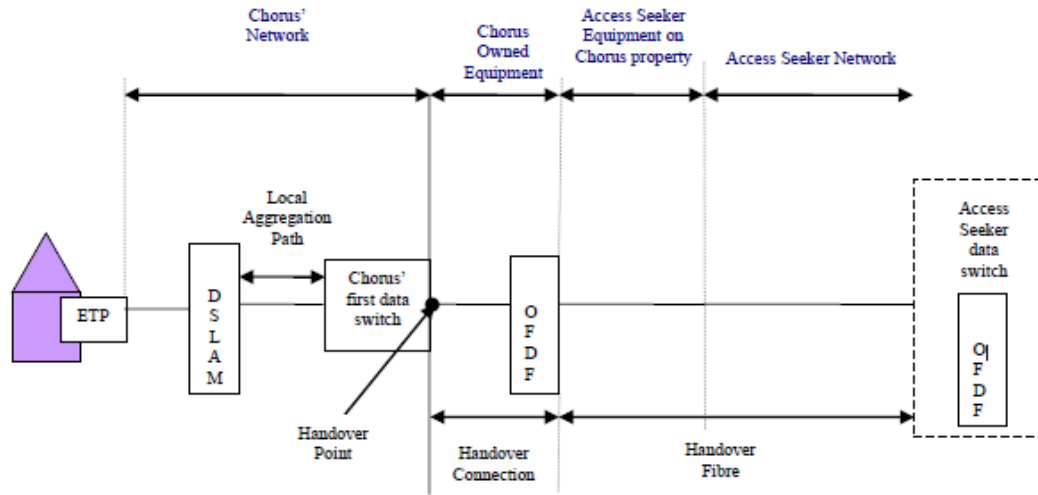 Chorus'
Network
Chorus
Owned
Equipment
Access Seeker
Equipment on
Chorus property
Access Seeker Network
Local
Aggregation
Path
Access
Seeker
data
switch
ETP
D
S
L
A
M
Chorus'
first data
switch
O
F
D
F
O
F
D
F
Handover
Point
Handover
Connection
Handover
Fibre